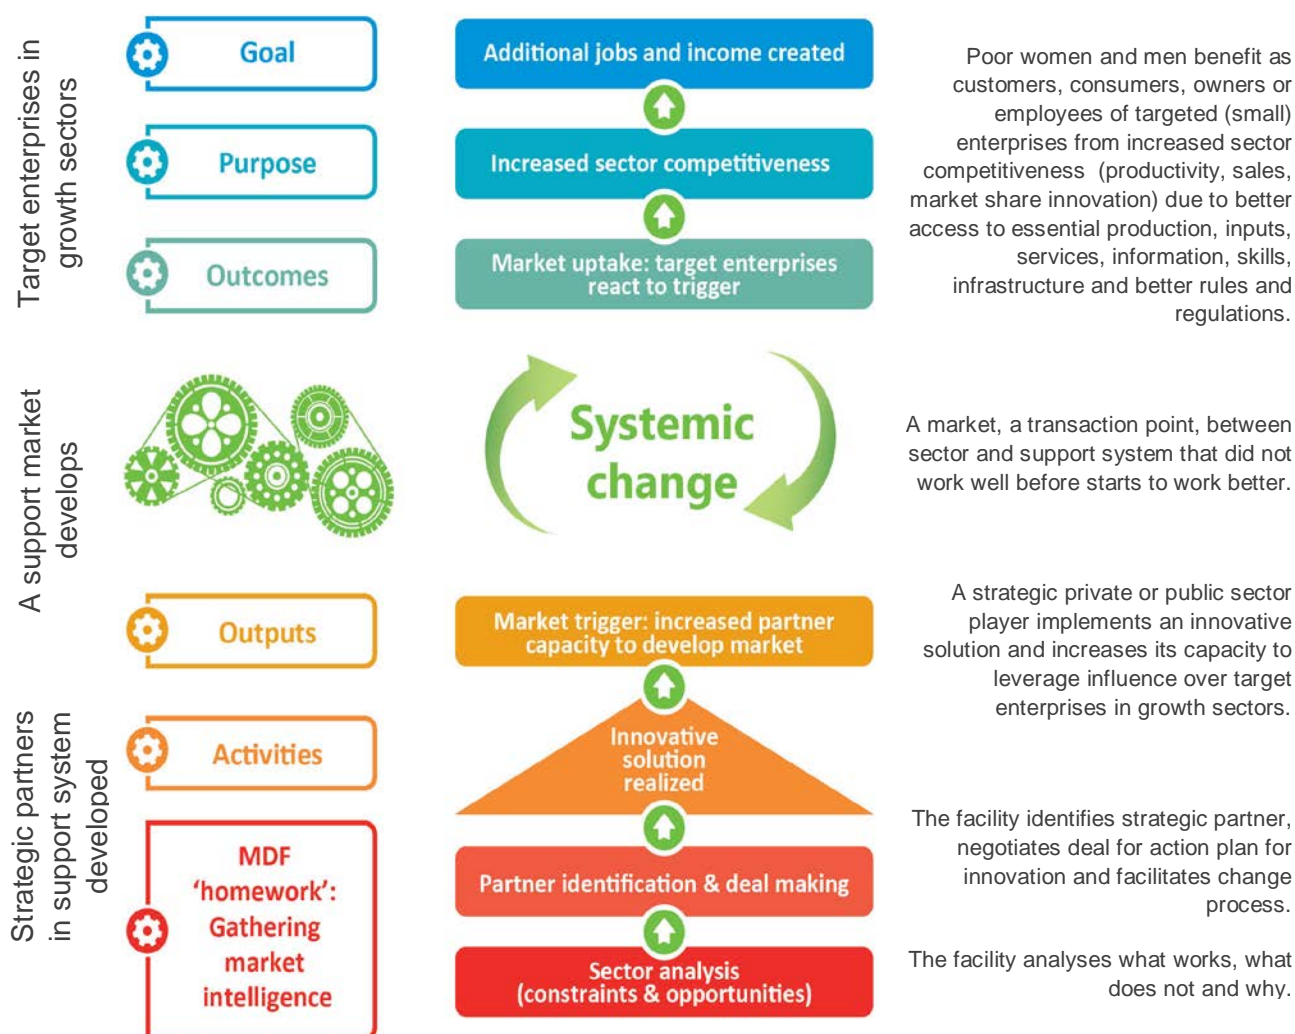 Target enterprises in
growth sectors
Goal
Additional jobs and income created
Purpose
Increased sector competitiveness
Outcomes
Market uptake: target enterprises
react to trigger
Poor women and men benefit as
customers, consumers, owners or
employees of targeted (small)
enterprises from increased sector
competitiveness (productivity, sales,
market share innovation) due to better
access to essential production, inputs,
services, information, skills,
infrastructure and better rules and
regulations.
A support market
develops
Systemic
change
A market, a transaction point, between
sector and support system that did not
work well before starts to work better.
Strategic partners
in support system
developed
Outputs
Market trigger: increased partner
capacity to develop market
A strategic private or public sector
player implements an innovative
solution and increases its capacity to
leverage influence over target
enterprises in growth sectors.
Activities
Innovative
solution
realized
MDF
‘homework’:
Gathering
market
intelligence
Partner identification & deal making
The facility identifies strategic partner,
negotiates deal for action plan for
innovation and facilitates change
process.
Sector analysis
(constraints & opportunities)
The facility analyses what works, what
does not and why.